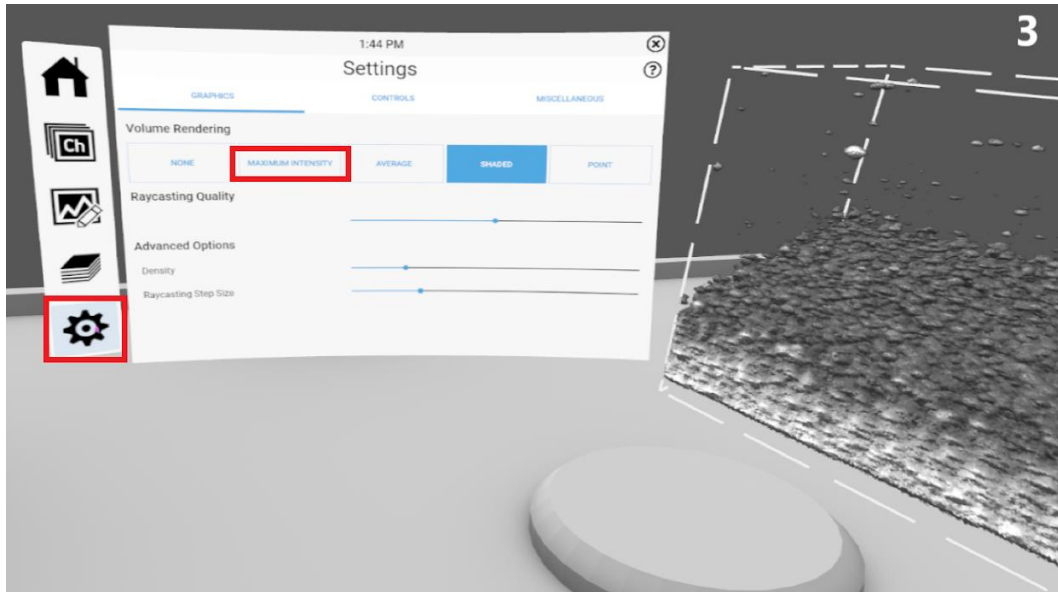 3
1:44 PM
Settings
GRAPHICS CONTROLS MISCELLANEOUS
Ch
Volume Rendering
NONE MAXIMUM INTENSITY AVERAGE SHADED POINT
Raycasting Quality
Advanced Options
Density
Raycasting Step Size